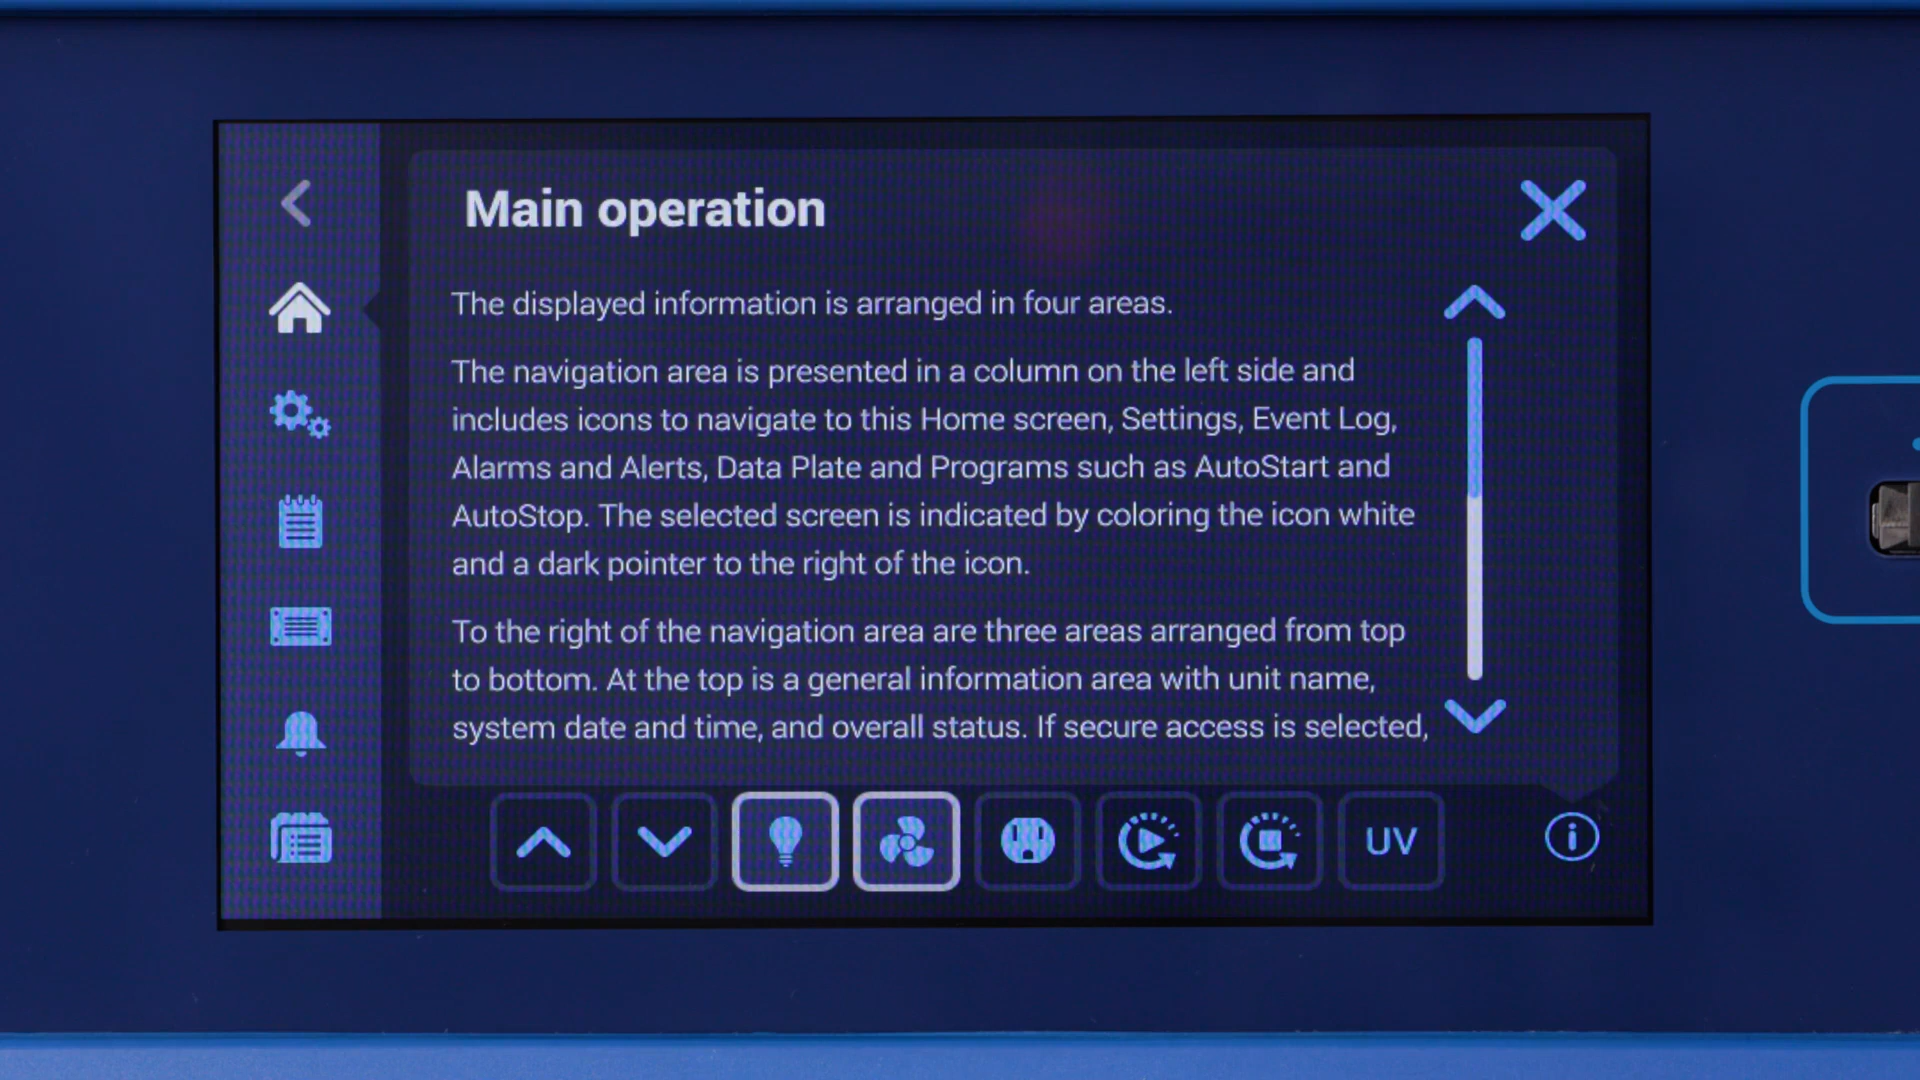 Main operation
The displayed information is arranged in four areas.
The navigation area is presented in a column on the left side and
includes icons to navigate to this Home screen, Settings, Event Log,
Alarms and Alerts, Data Plate and Programs such as AutoStart and
AutoStop. The selected screen is indicated by coloring the icon white
and a dark pointer to the right of the icon.
To the right of the navigation area are three areas arranged from top
to bottom. At the top is a general information area with unit name,
system date and time, and overall status. If secure access is selected,
UV